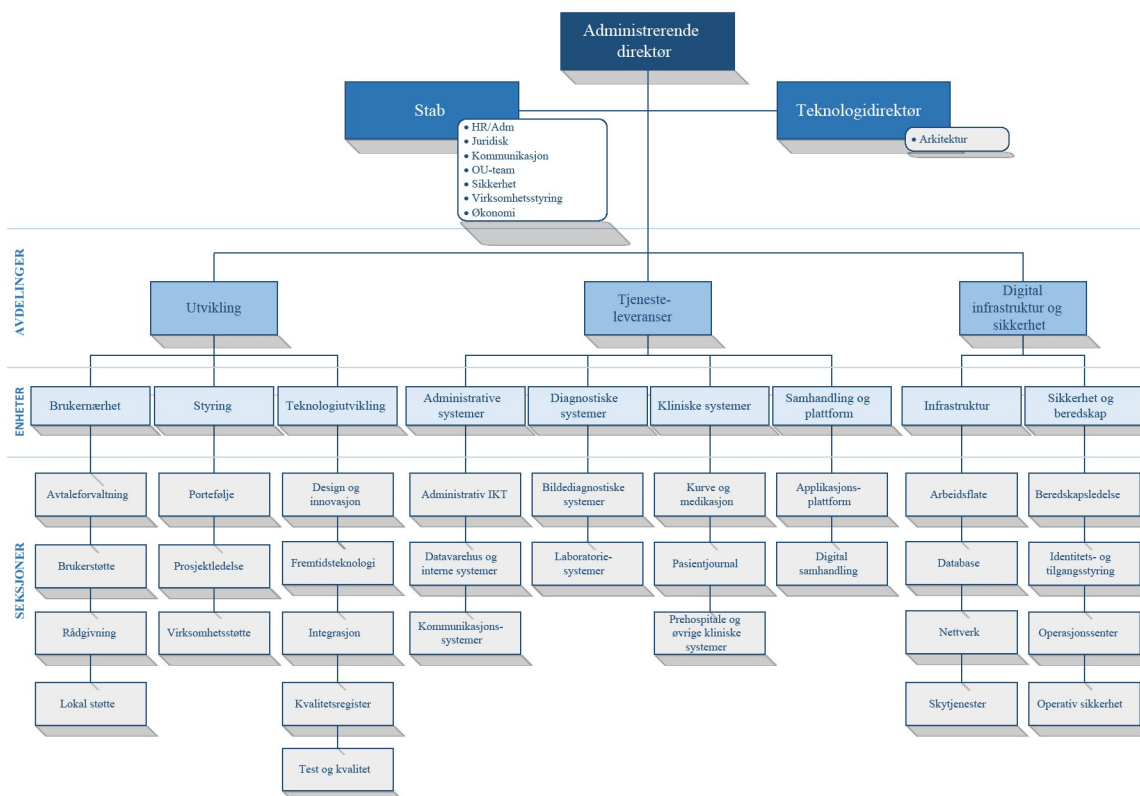 Administrerende
direktør
Stab
Teknologidirektør
• HR/Adm
• Juridisk
• Kommunikasjon
• OU-team
• Sikkerhet
• Virksomhetsstyring
• Økonomi
• Arkitektur
AVDELINGER
Utvikling
Tjeneste-
leveranser
Digital
infrastruktur og
sikkerhet
ENHETER
Brukernærhet
Styring
Teknologiutvikling
Administrative
systemer
Diagnostiske
systemer
Kliniske systemer
Samhandling og
plattform
Infrastruktur
Sikkerhet og
beredskap
SEKSJONER
Avtaleforvaltning
Portefølje
Design og
innovasjon
Administrativ IKT
Bildediagnostiske
systemer
Kurve og
medikasjon
Applikasjons-
plattform
Arbeidsflate
Beredskapsledelse
Brukerstøtte
Prosjektledelse
Fremtidsteknologi
Datavarehus og
interne systemer
Laboratorie-
systemer
Pasientjournal
Digital
samhandling
Database
Identitets- og
tilgangsstyring
Rådgivning
Virksomhetsstøtte
Integrasjon
Kommunikasjons-
systemer
Prehospitale og
øvrige kliniske
systemer
Nettverk
Operasjonssenter
Lokal støtte
Kvalitetsregister
Skytjenester
Operativ sikkerhet
Test og kvalitet